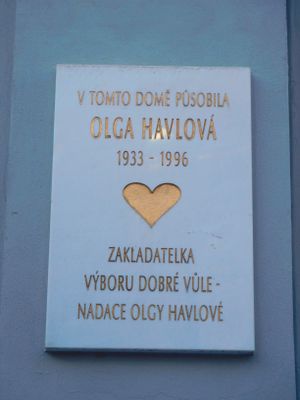 V TOMTO DOMĚ PŮSOBILA
OLGA HAVLOVÁ
1933 - 1996
ZAKLADATELKA
VÝBORU DOBRÉ VŮLE -
NADACE OLGY HAVLOVÉ